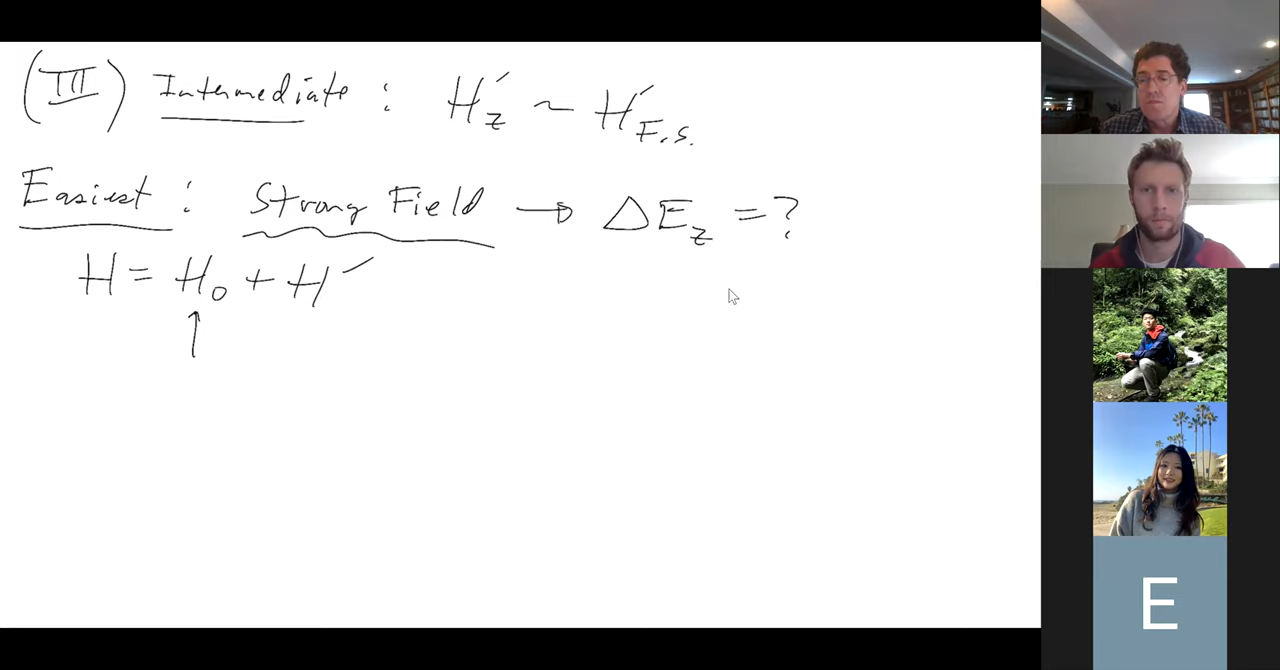 (III) Intermediate : H'z ~ H'F.s.
Easiest : Strong Field → ΔEz = ?
H = H0 + H'
↑
E